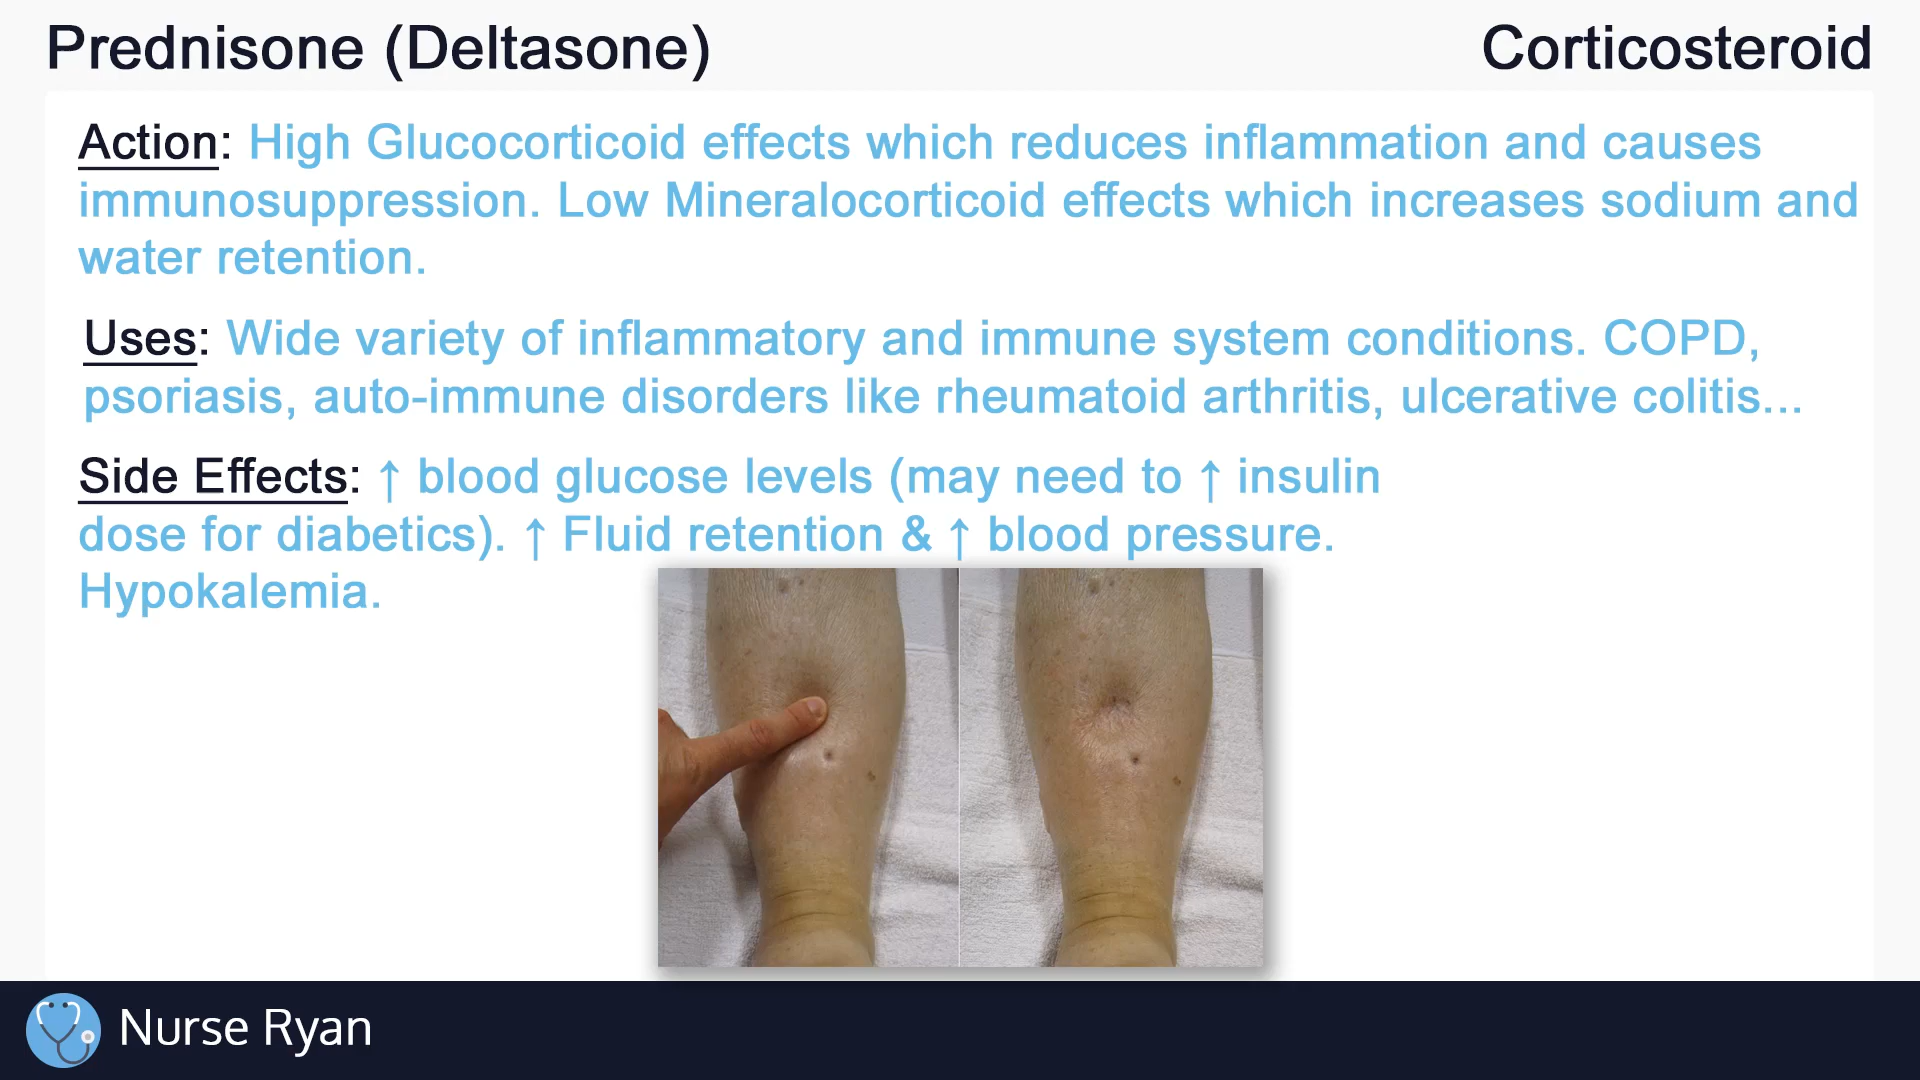 Prednisone (Deltasone)
Corticosteroid
Action: High Glucocorticoid effects which reduces inflammation and causes
immunosuppression. Low Mineralocorticoid effects which increases sodium and
water retention.
Uses: Wide variety of inflammatory and immune system conditions. COPD,
psoriasis, auto-immune disorders like rheumatoid arthritis, ulcerative colitis...
Side Effects: ↑ blood glucose levels (may need to ↑ insulin
dose for diabetics). ↑ Fluid retention & ↑ blood pressure.
Hypokalemia.
Nurse Ryan